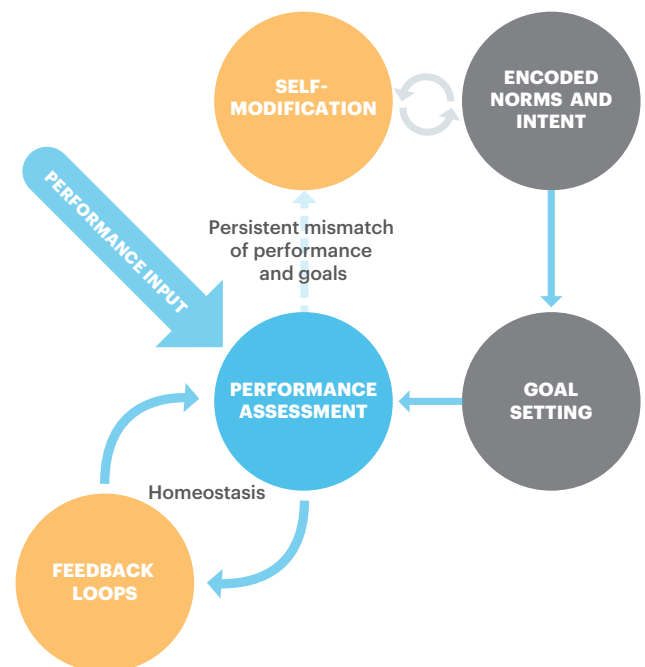 SELF-
MODIFICATION
ENCODED
NORMS AND
INTENT
PERFORMANCE INPUT
Persistent mismatch
of performance
and goals
PERFORMANCE
ASSESSMENT
GOAL
SETTING
Homeostasis
FEEDBACK
LOOPS